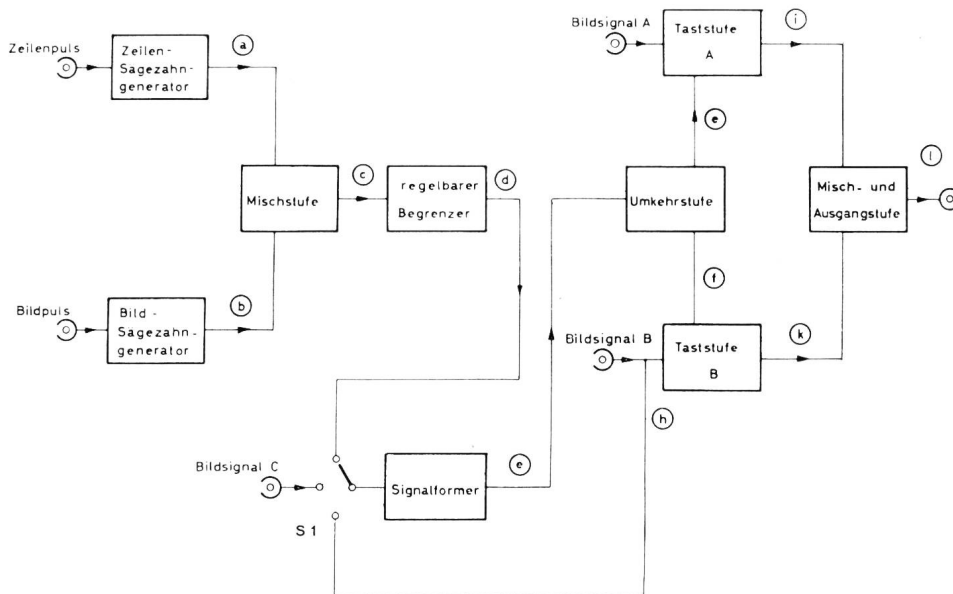 Bildsignal A
Taststufe
A
i
Zeilenpuls
Zeilen-
Sagezahn-
generator
a
e
l
Mischstufe
c
regelbarer
Begrenzer
d
Umkehrstufe
Misch- und
Ausgangstufe
f
Bildpuls
Bild-
Sagezahn-
generator
b
Bildsignal B
Taststufe
B
k
h
Bildsignal C
Signalformer
e
S1